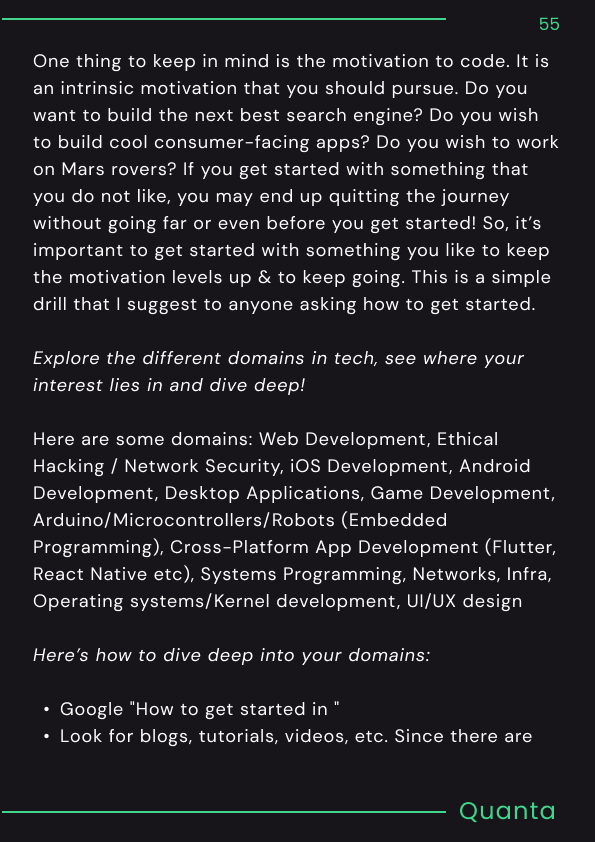 55
One thing to keep in mind is the motivation to code. It is
an intrinsic motivation that you should pursue. Do you
want to build the next best search engine? Do you wish
to build cool consumer-facing apps? Do you wish to work
on Mars rovers? If you get started with something that
you do not like, you may end up quitting the journey
without going far or even before you get started! So, it’s
important to get started with something you like to keep
the motivation levels up & to keep going. This is a simple
drill that I suggest to anyone asking how to get started.
Explore the different domains in tech, see where your
interest lies in and dive deep!
Here are some domains: Web Development, Ethical
Hacking / Network Security, iOS Development, Android
Development, Desktop Applications, Game Development,
Arduino/Microcontrollers/Robots (Embedded
Programming), Cross-Platform App Development (Flutter,
React Native etc), Systems Programming, Networks, Infra,
Operating systems/Kernel development, UI/UX design
Here’s how to dive deep into your domains:
• Google "How to get started in "
• Look for blogs, tutorials, videos, etc. Since there are
Quanta